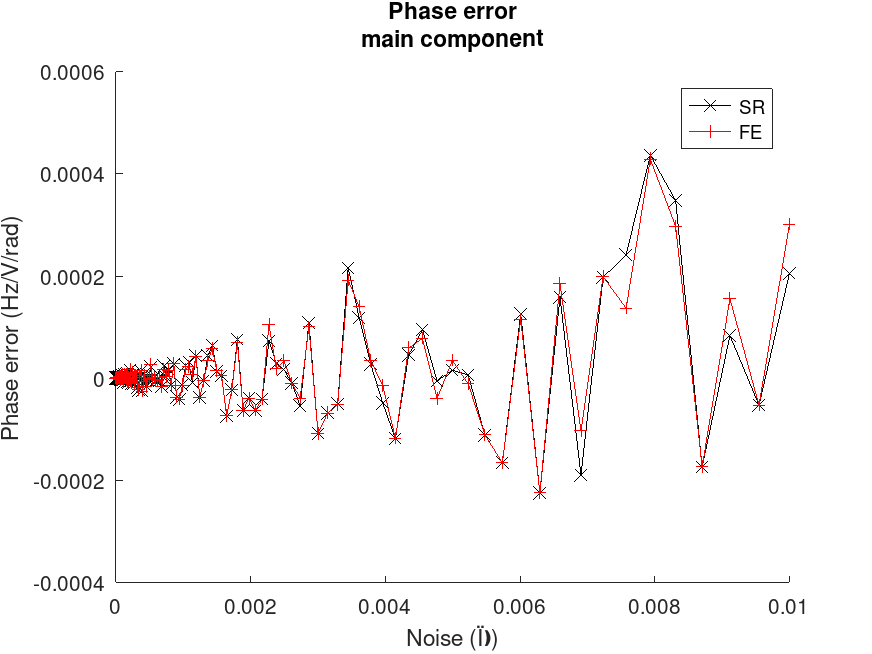 Phase error
main component
0.0006
0.0004
0.0002
0
-0.0002
-0.0004
Phase error (Hz/V/rad)
SR
FE
0 0.002 0.004 0.006 0.008 0.01
Noise